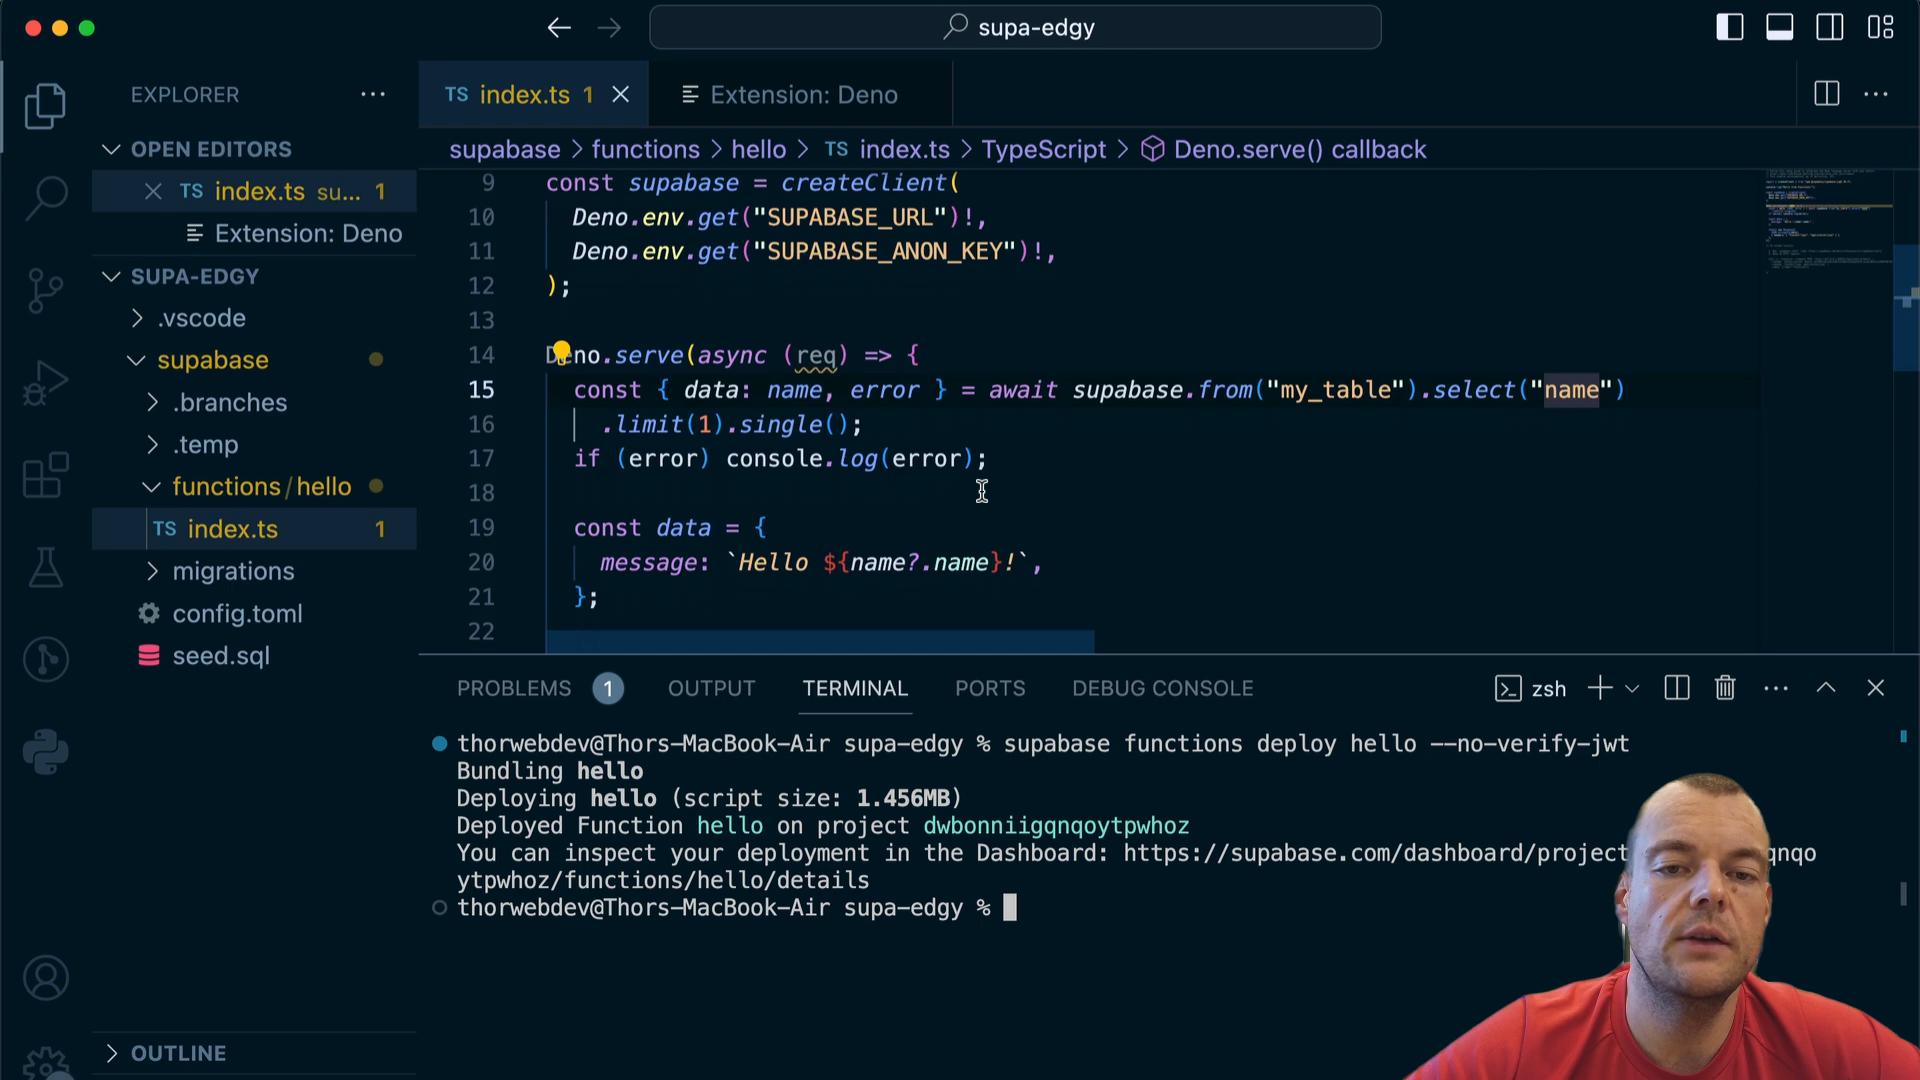 supa-edgy
EXPLORER
OPEN EDITORS
TS index.ts su... 1
Extension: Deno
SUPA-EDGY
.vscode
supabase
.branches
.temp
functions/hello
TS index.ts 1
migrations
config.toml
seed.sql
OUTLINE
TS index.ts 1
Extension: Deno
supabase > functions > hello > TS index.ts > TypeScript > Deno.serve() callback
9 const supabase = createClient(
10 Deno.env.get("SUPABASE_URL")!,
11 Deno.env.get("SUPABASE_ANON_KEY")!,
12 );
13
14 Deno.serve(async (req) => {
15 const { data: name, error } = await supabase.from("my_table").select("name")
16 .limit(1).single();
17 if (error) console.log(error);
18
19 const data = {
20 message: `Hello ${name?.name}!`,
21 };
22
PROBLEMS 1 OUTPUT TERMINAL PORTS DEBUG CONSOLE zsh
thorwebdev@Thors-MacBook-Air supa-edgy % supabase functions deploy hello --no-verify-jwt
Bundling hello
Deploying hello (script size: 1.456MB)
Deployed Function hello on project dwbonniigqnqoytpwhoz
You can inspect your deployment in the Dashboard: https://supabase.com/dashboard/project qnqo
ytpwhoz/functions/hello/details
thorwebdev@Thors-MacBook-Air supa-edgy %